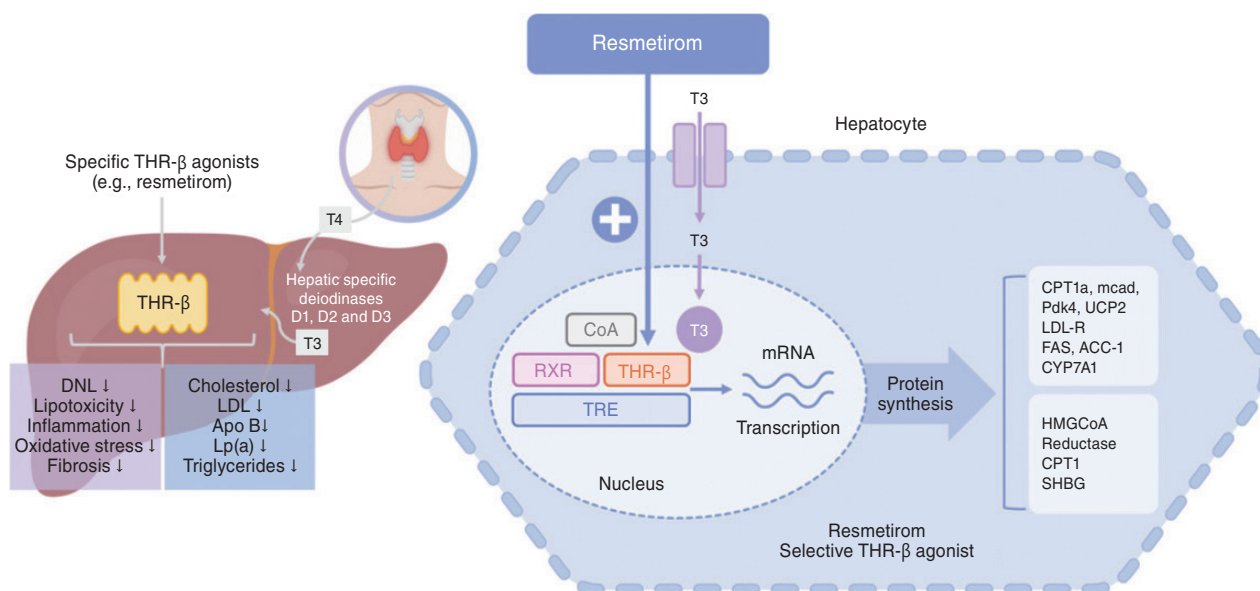 Specific THR-β agonists
(e.g., resmetirom)
T4
THR-β
Hepatic specific
deiodinases
D1, D2 and D3
T3
DNL ↓
Lipotoxicity ↓
Inflammation ↓
Oxidative stress ↓
Fibrosis ↓
Cholesterol ↓
LDL ↓
Apo B↓
Lp(a) ↓
Triglycerides ↓
Resmetirom
T3
Hepatocyte
+
T3
T3
CoA
RXR
THR-β
TRE
mRNA
Transcription
Nucleus
Protein
synthesis
CPT1a, mcad,
Pdk4, UCP2
LDL-R
FAS, ACC-1
CYP7A1
HMGCoA
Reductase
CPT1
SHBG
Resmetirom
Selective THR-β agonist